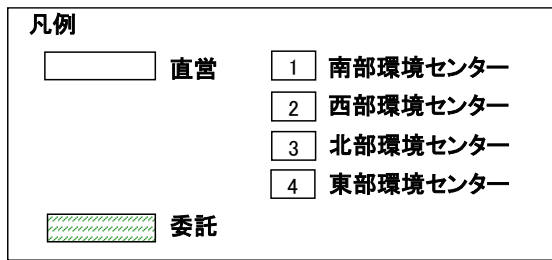 凡例
直営
1 南部環境センター
2 西部環境センター
3 北部環境センター
4 東部環境センター
委託